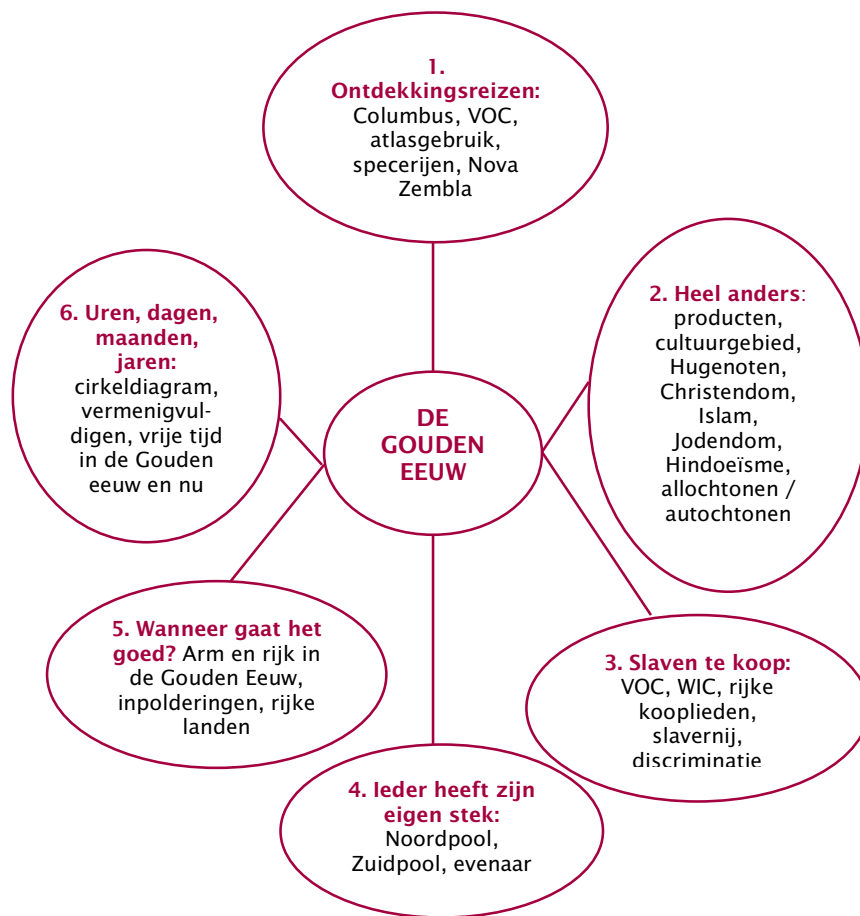 1.
Ontdekkingsreizen:
Columbus, VOC,
atlasgebruik,
specerijen, Nova
Zembla
2. Heel anders:
producten,
cultuurgebied,
Hugenoten,
Christendom,
Islam,
Jodendom,
Hindoeïsme,
allochtonen /
autochtonen
3. Slaven te koop:
VOC, WIC, rijke
kooplieden,
slavernij,
discriminatie
4. Ieder heeft zijn
eigen stek:
Noordpool,
Zuidpool, evenaar
5. Wanneer gaat het
goed? Arm en rijk in
de Gouden Eeuw,
inpolderingen, rijke
landen
6. Uren, dagen,
maanden,
jaren:
cirkeldiagram,
vermenigvul-
digen, vrije tijd
in de Gouden
eeuw en nu
DE
GOUDEN
EEUW